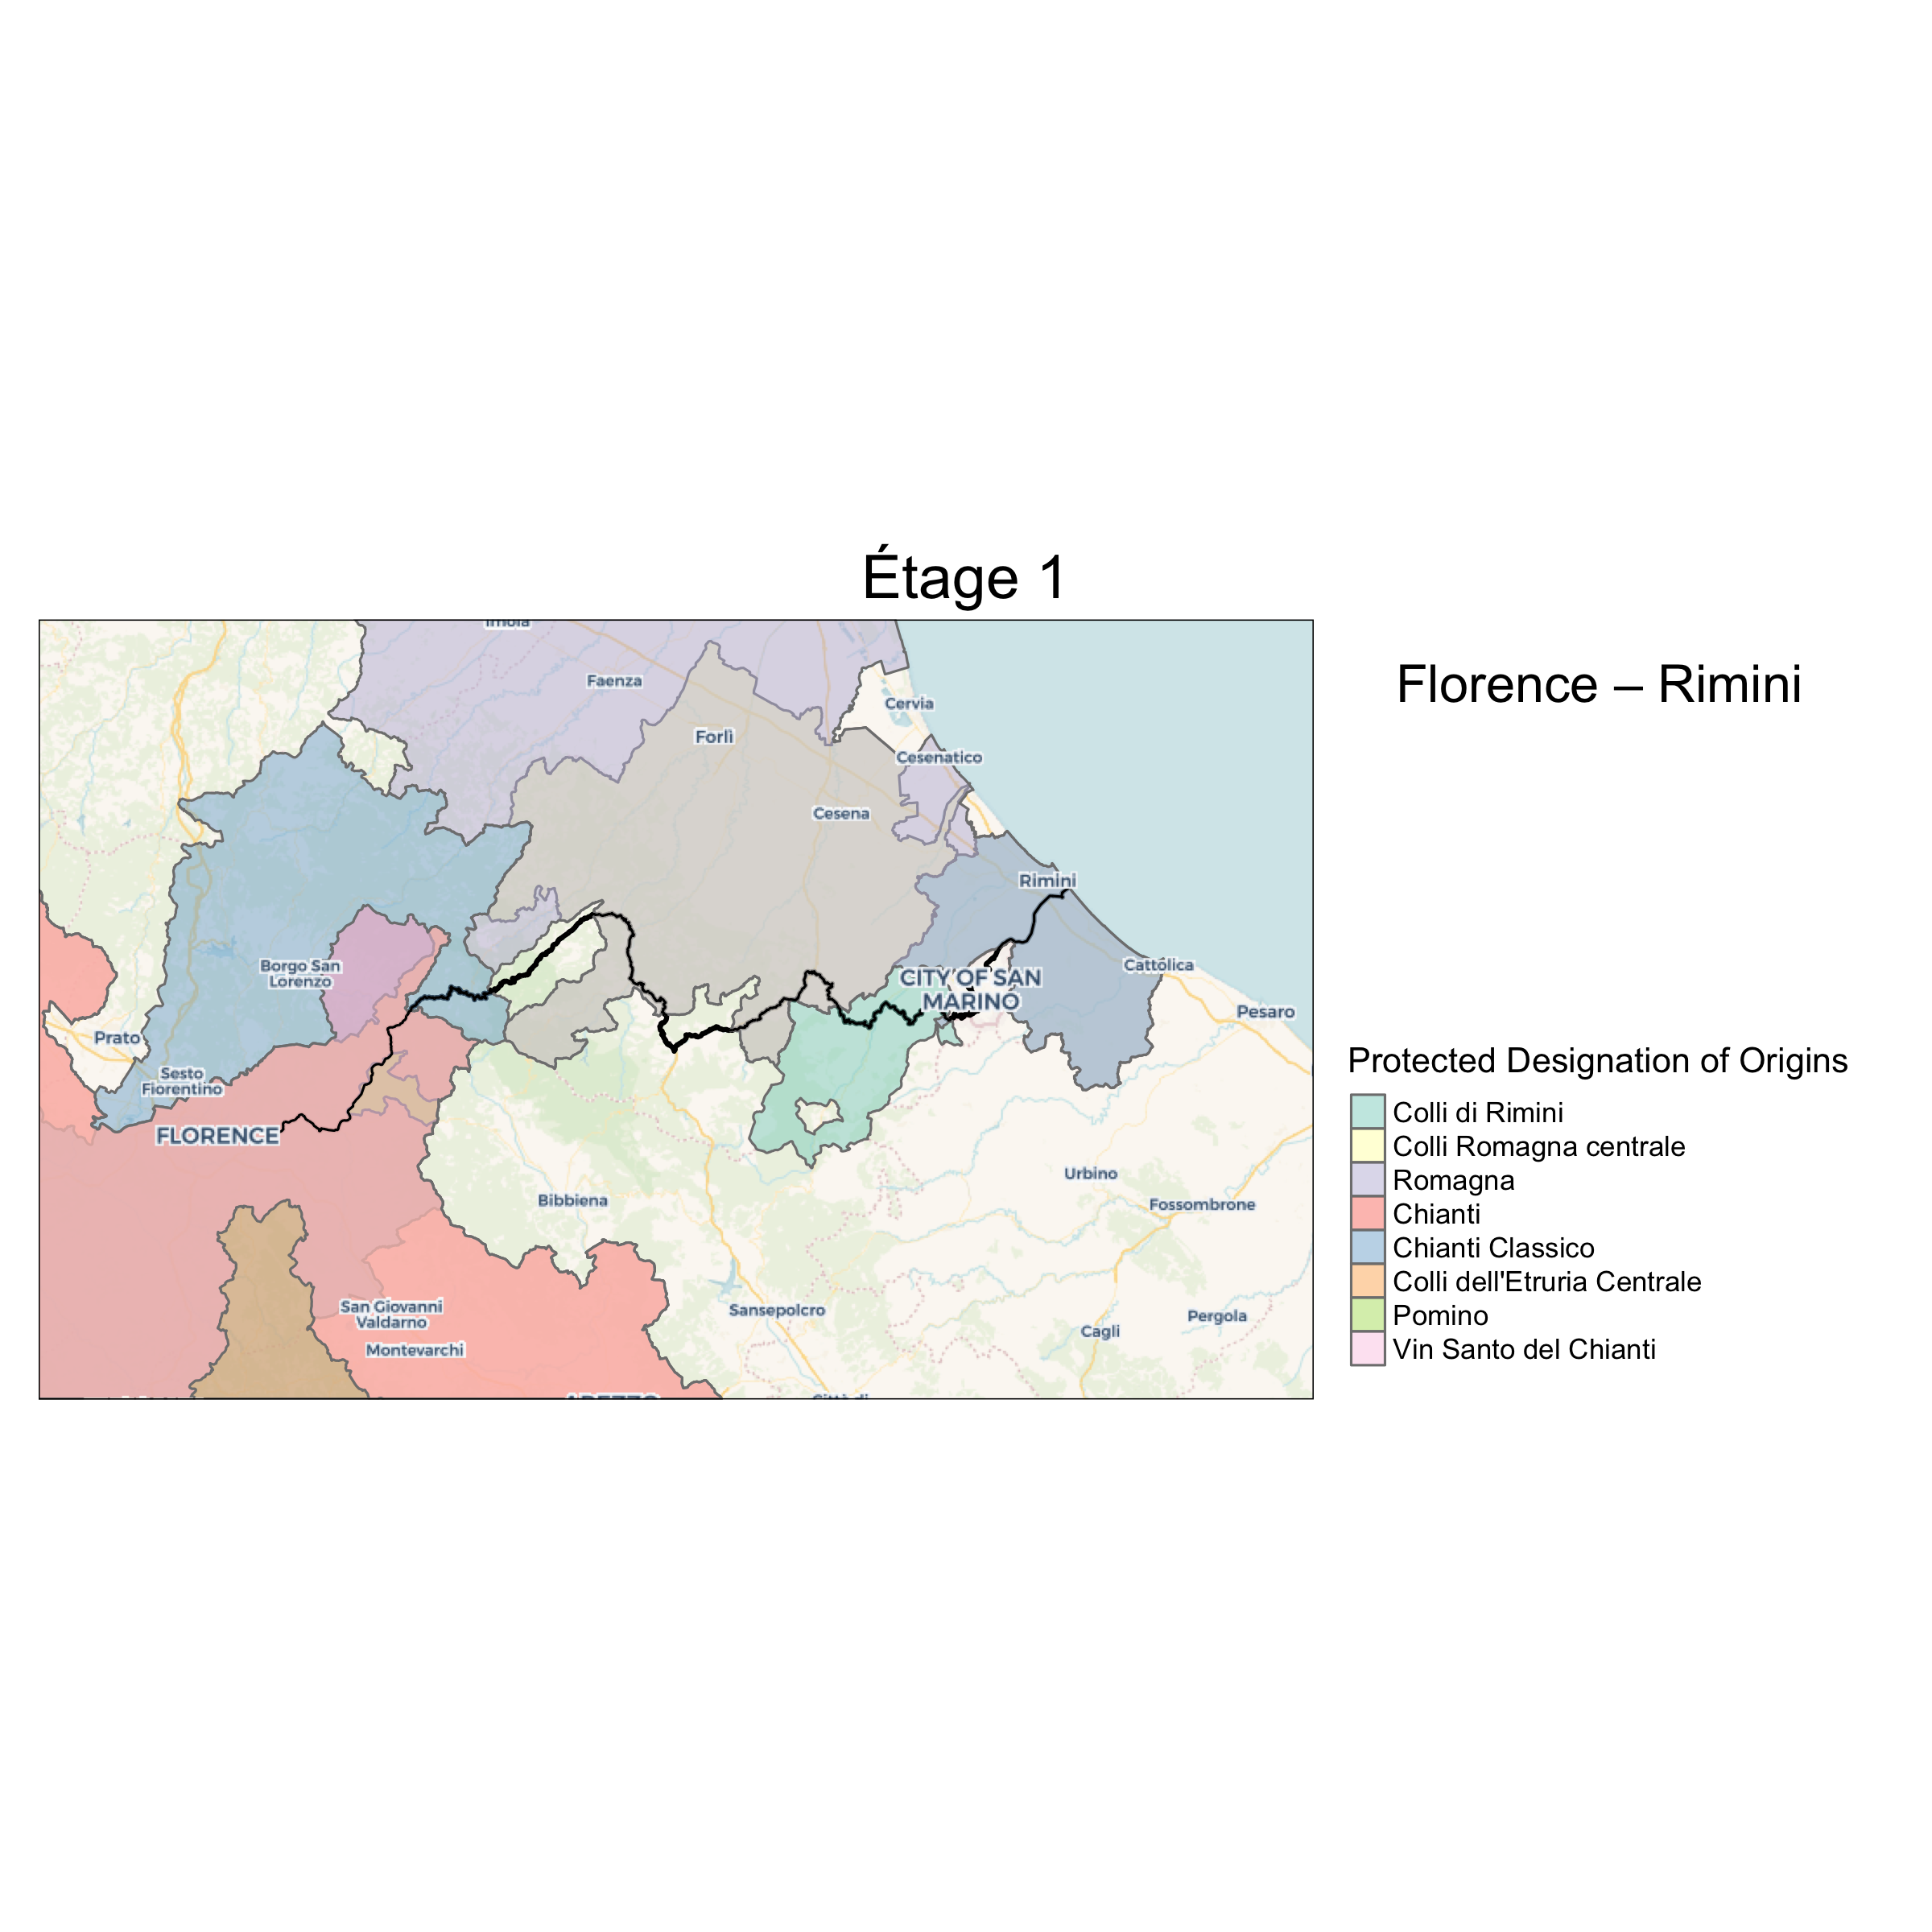 Étage 1
Florence – Rimini
Imola
Faenza
Cervia
Forlì
Cesenatico
Cesena
Rimini
Borgo San
Lorenzo
CITY OF SAN
MARINO
Cattólica
Pesaro
Prato
Sesto
Fiorentino
FLORENCE
Urbino
Bibbiena
Fossombrone
San Giovanni
Valdarno
Sansepolcro
Pergola
Cagli
Montevarchi
AREZZO
Città di
Protected Designation of Origins
Colli di Rimini
Colli Romagna centrale
Romagna
Chianti
Chianti Classico
Colli dell'Etruria Centrale
Pomino
Vin Santo del Chianti